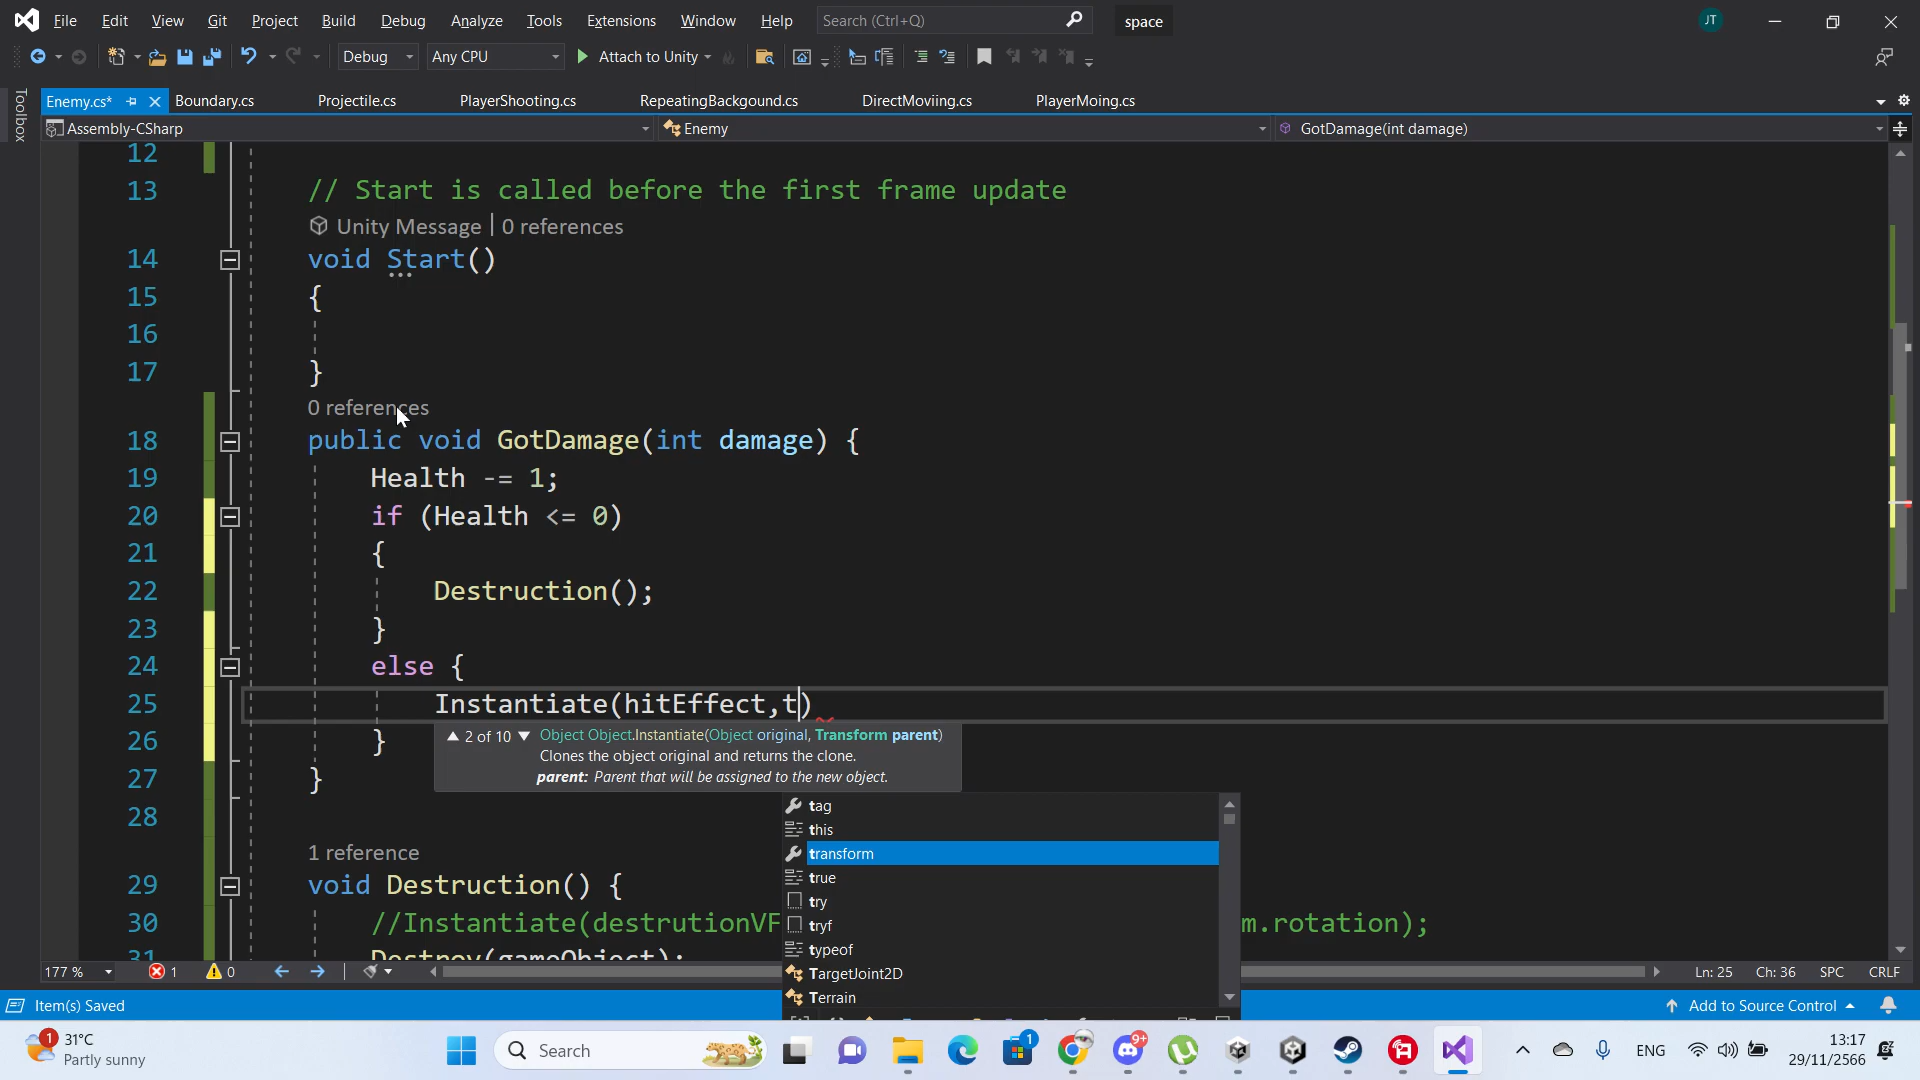 File Edit View Git Project Build Debug Analyze Tools Extensions Window Help Search (Ctrl+Q) space JT
Debug Any CPU Attach to Unity
Toolbox
Enemy.cs* Boundary.cs Projectile.cs PlayerShooting.cs RepeatingBackgound.cs DirectMoviing.cs PlayerMoing.cs
Assembly-CSharp Enemy GotDamage(int damage)
12
13 // Start is called before the first frame update
Unity Message | 0 references
14 void Start()
15 {
16
17 }
0 references
18 public void GotDamage(int damage) {
19 Health -= 1;
20 if (Health <= 0)
21 {
22 Destruction();
23 }
24 else {
25 Instantiate(hitEffect,t)
26 }
2 of 10 Object Object.Instantiate(Object original, Transform parent)
Clones the object original and returns the clone.
parent: Parent that will be assigned to the new object.
27 }
28
tag
this
transform
true
try
tryf
typeof
TargetJoint2D
Terrain
1 reference
29 void Destruction() {
30 //Instantiate(destrutionVF m.rotation);
31 Destroy(gameObject);
177 % 1 0 Ln: 25 Ch: 36 SPC CRLF
Item(s) Saved Add to Source Control
1 31°C
Partly sunny
Search 1 9+ ENG 13:17
29/11/2566